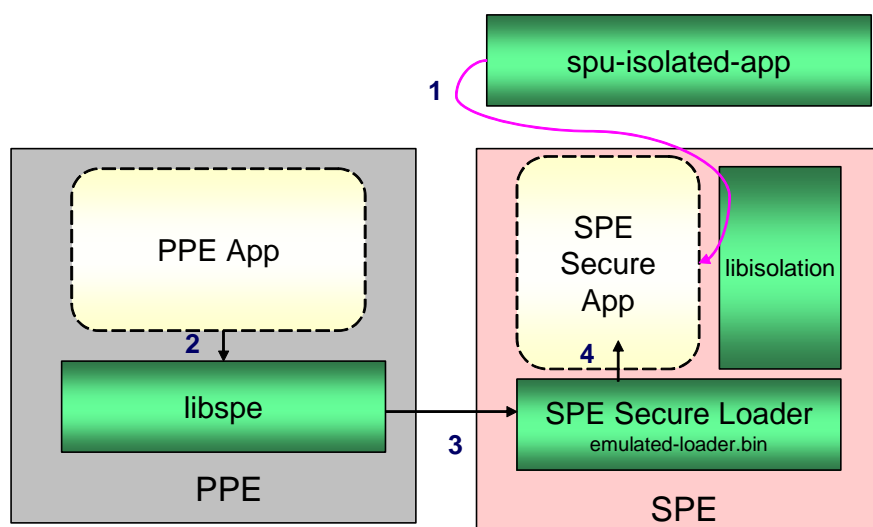 spu-isolated-app
1
PPE App
SPE
Secure
App
libisolation
2
4
libspe
3
SPE Secure Loader
emulated-loader.bin
PPE
SPE